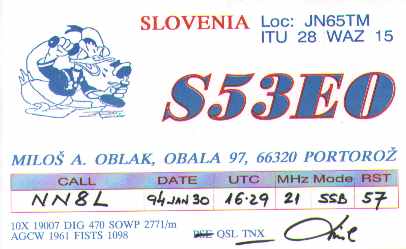 SLOVENIA Loc: JN65TM
ITU 28 WAZ 15
S53EO
MILOŠ A. OBLAK, OBALA 97, 66320 PORTOROŽ
CALL DATE UTC MHz Mode RST
NN8L 94 JAN 30 16·29 21 SSB 57
10X 19007 DIG 470 SOWP 2771/m
AGCW 1961 FISTS 1098 PSE QSL TNX